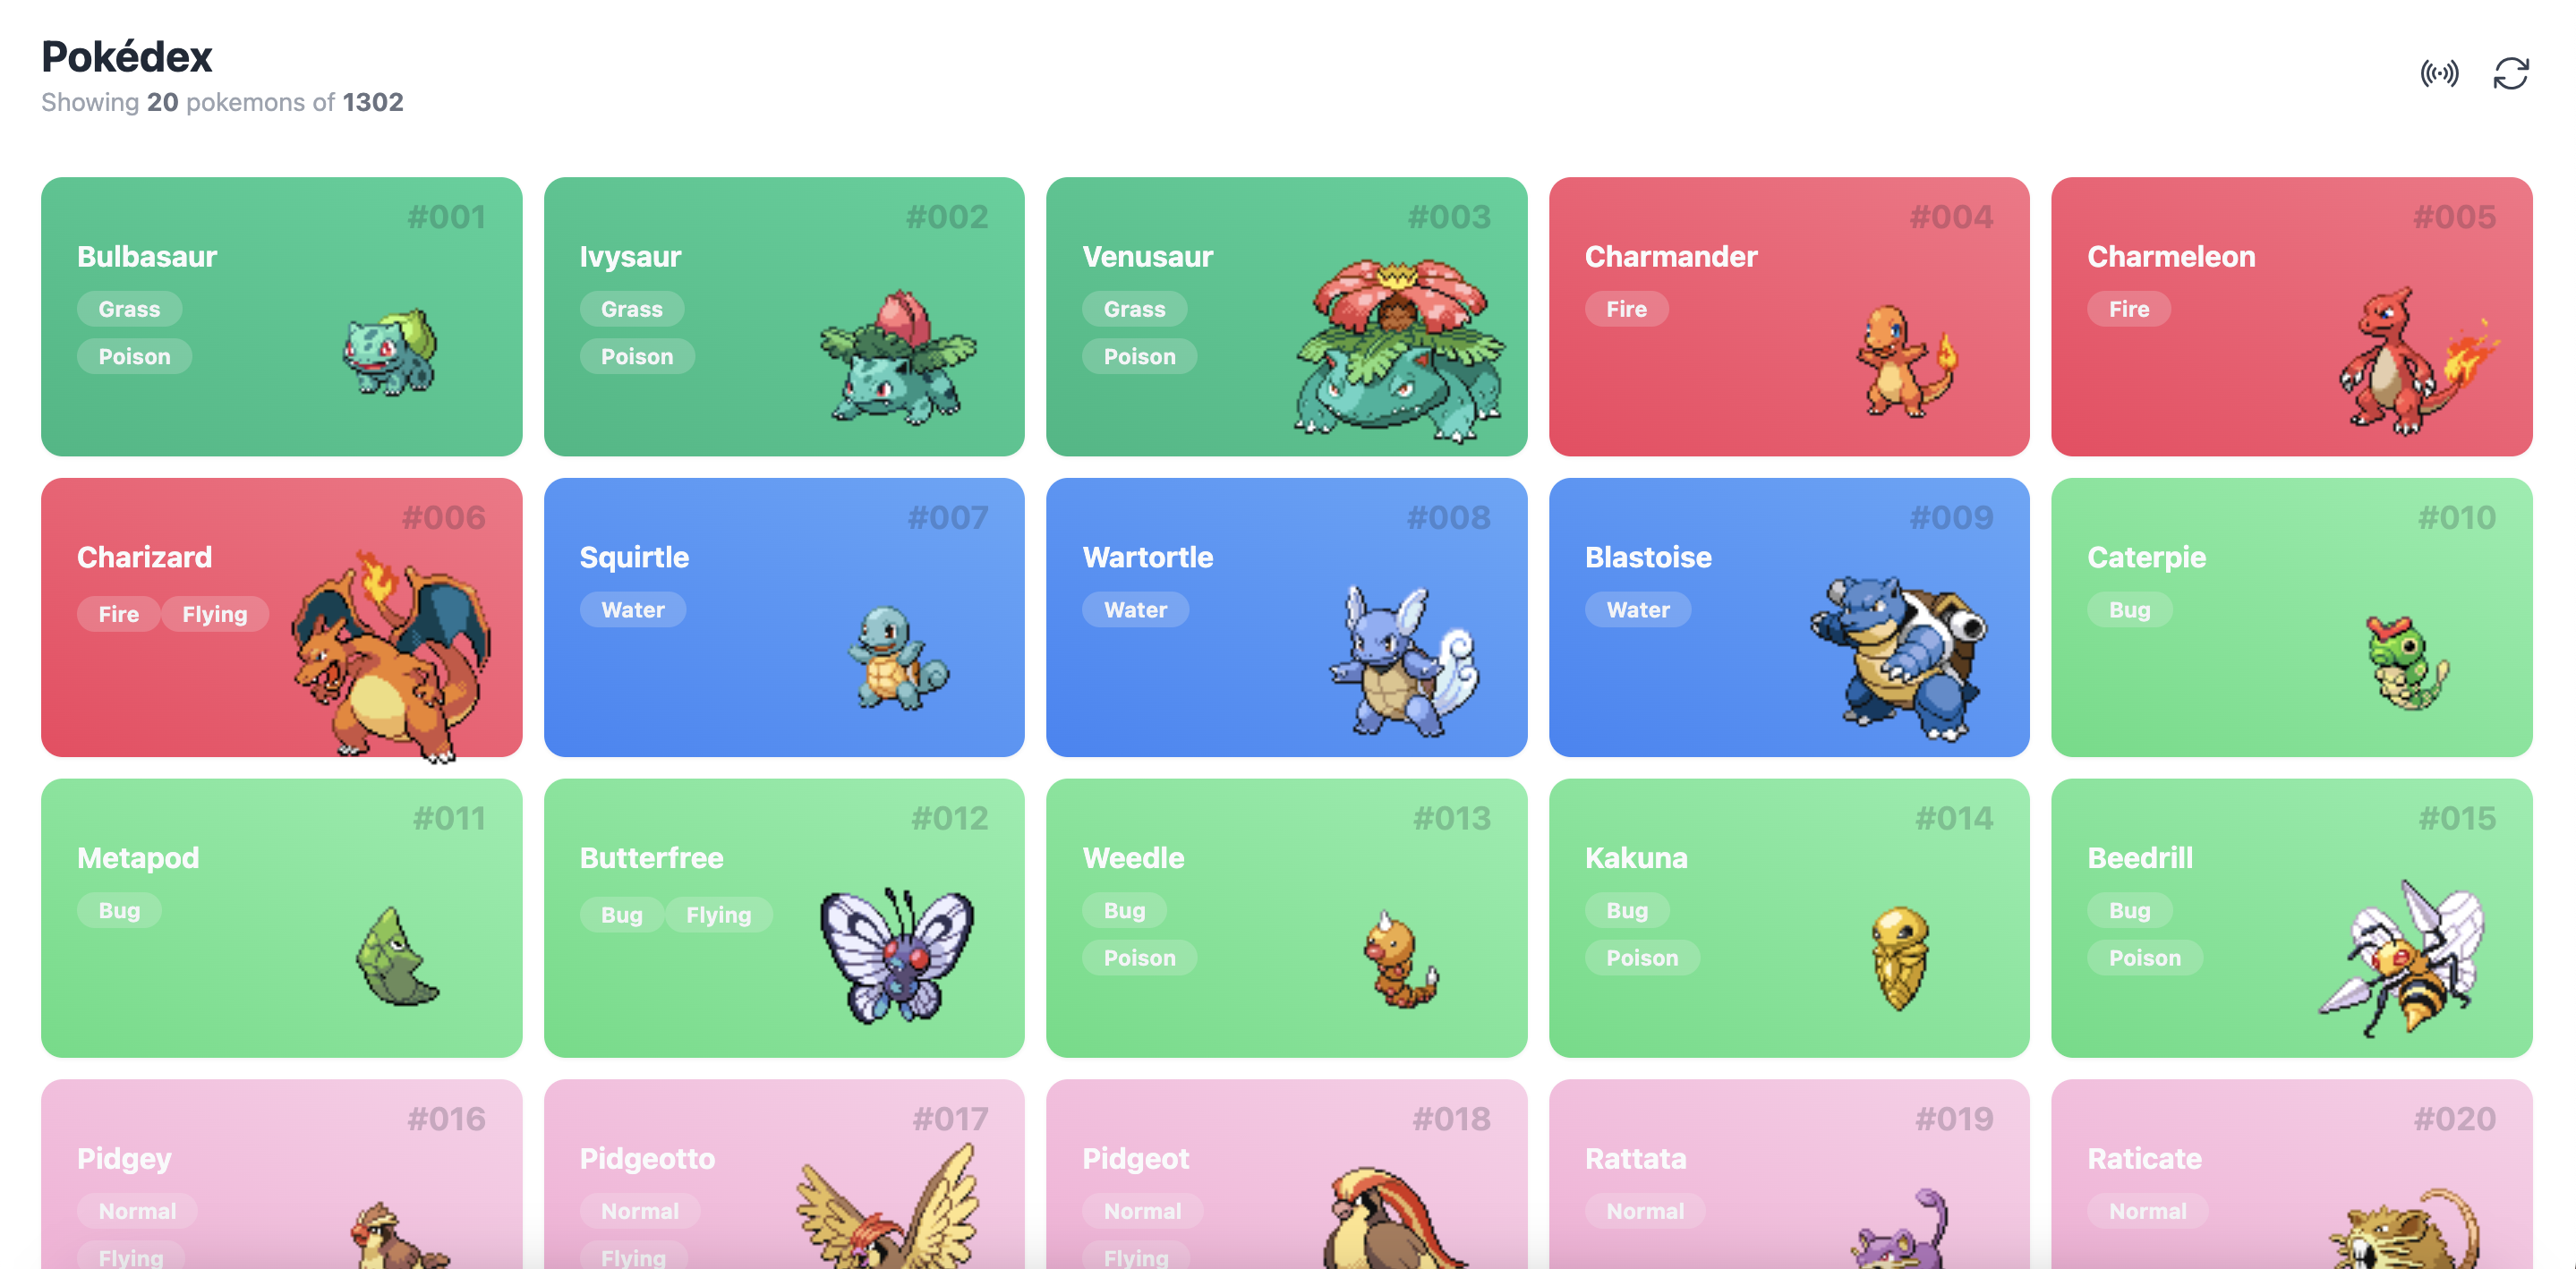 Pokédex
Showing 20 pokemons of 1302
#001
Bulbasaur
Grass
Poison
#002
Ivysaur
Grass
Poison
#003
Venusaur
Grass
Poison
#004
Charmander
Fire
#005
Charmeleon
Fire
#006
Charizard
Fire Flying
#007
Squirtle
Water
#008
Wartortle
Water
#009
Blastoise
Water
#010
Caterpie
Bug
#011
Metapod
Bug
#012
Butterfree
Bug Flying
#013
Weedle
Bug
Poison
#014
Kakuna
Bug
Poison
#015
Beedrill
Bug
Poison
#016
Pidgey
Normal
Flying
#017
Pidgeotto
Normal
Flying
#018
Pidgeot
Normal
Flying
#019
Rattata
Normal
#020
Raticate
Normal